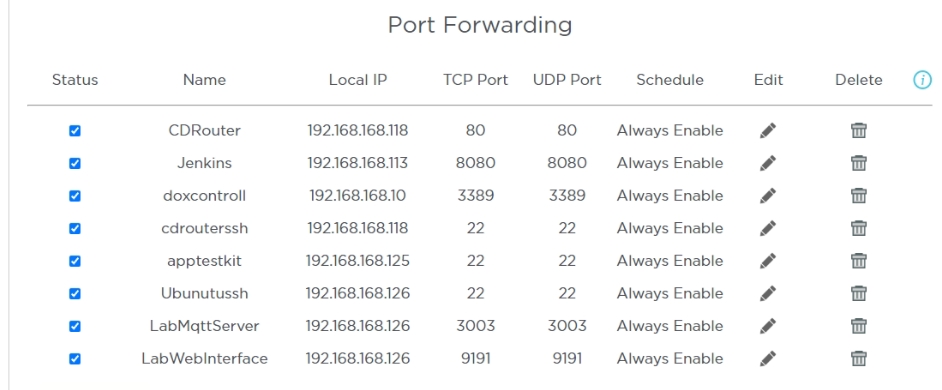 Port Forwarding
Status Name Local IP TCP Port UDP Port Schedule Edit Delete i
CDRouter 192.168.168.118 80 80 Always Enable
Jenkins 192.168.168.113 8080 8080 Always Enable
doxcontroll 192.168.168.10 3389 3389 Always Enable
cdrouterssh 192.168.168.118 22 22 Always Enable
apptestkit 192.168.168.125 22 22 Always Enable
Ubunutussh 192.168.168.126 22 22 Always Enable
LabMqttServer 192.168.168.126 3003 3003 Always Enable
LabWebInterface 192.168.168.126 9191 9191 Always Enable